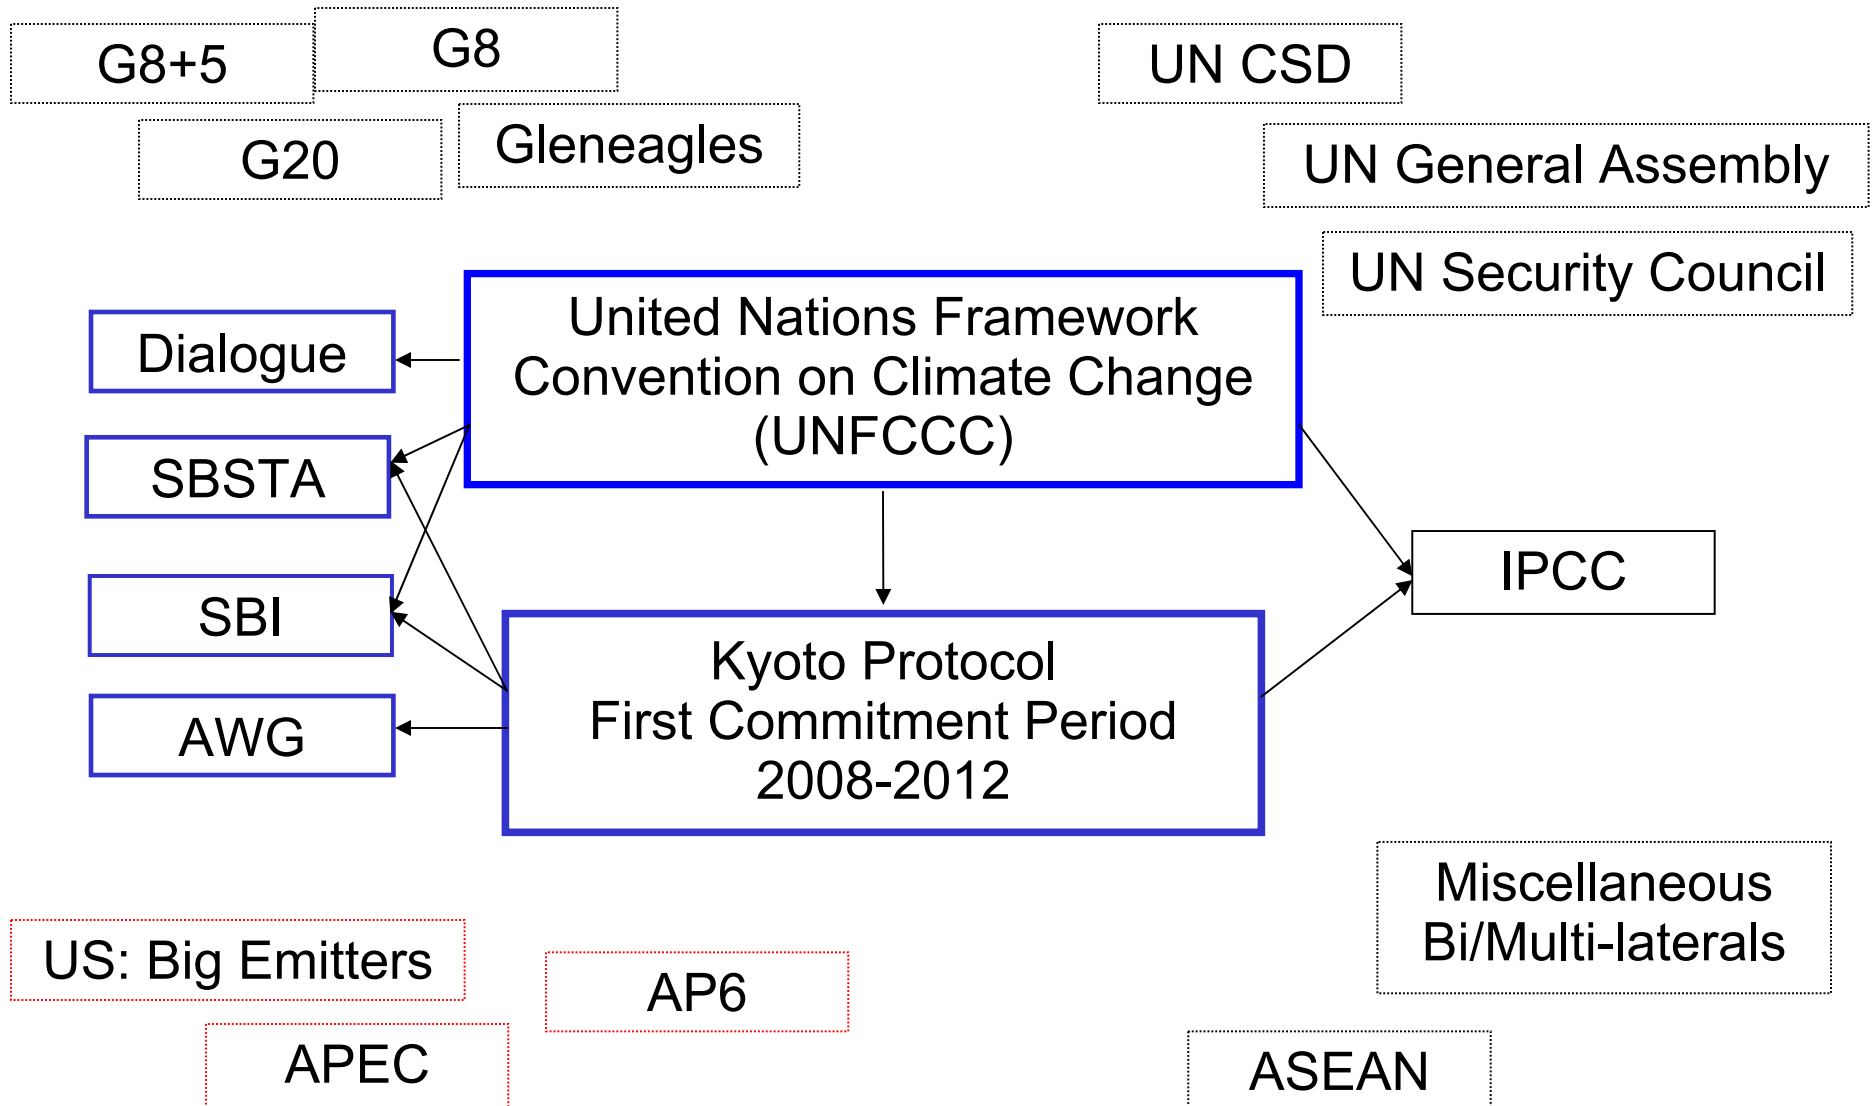 G8+5
G8
UN CSD
G20
Gleneagles
UN General Assembly
UN Security Council
United Nations Framework
Convention on Climate Change
(UNFCCC)
Dialogue
SBSTA
SBI
AWG
IPCC
Kyoto Protocol
First Commitment Period
2008-2012
Miscellaneous
Bi/Multi-laterals
US: Big Emitters
AP6
APEC
ASEAN